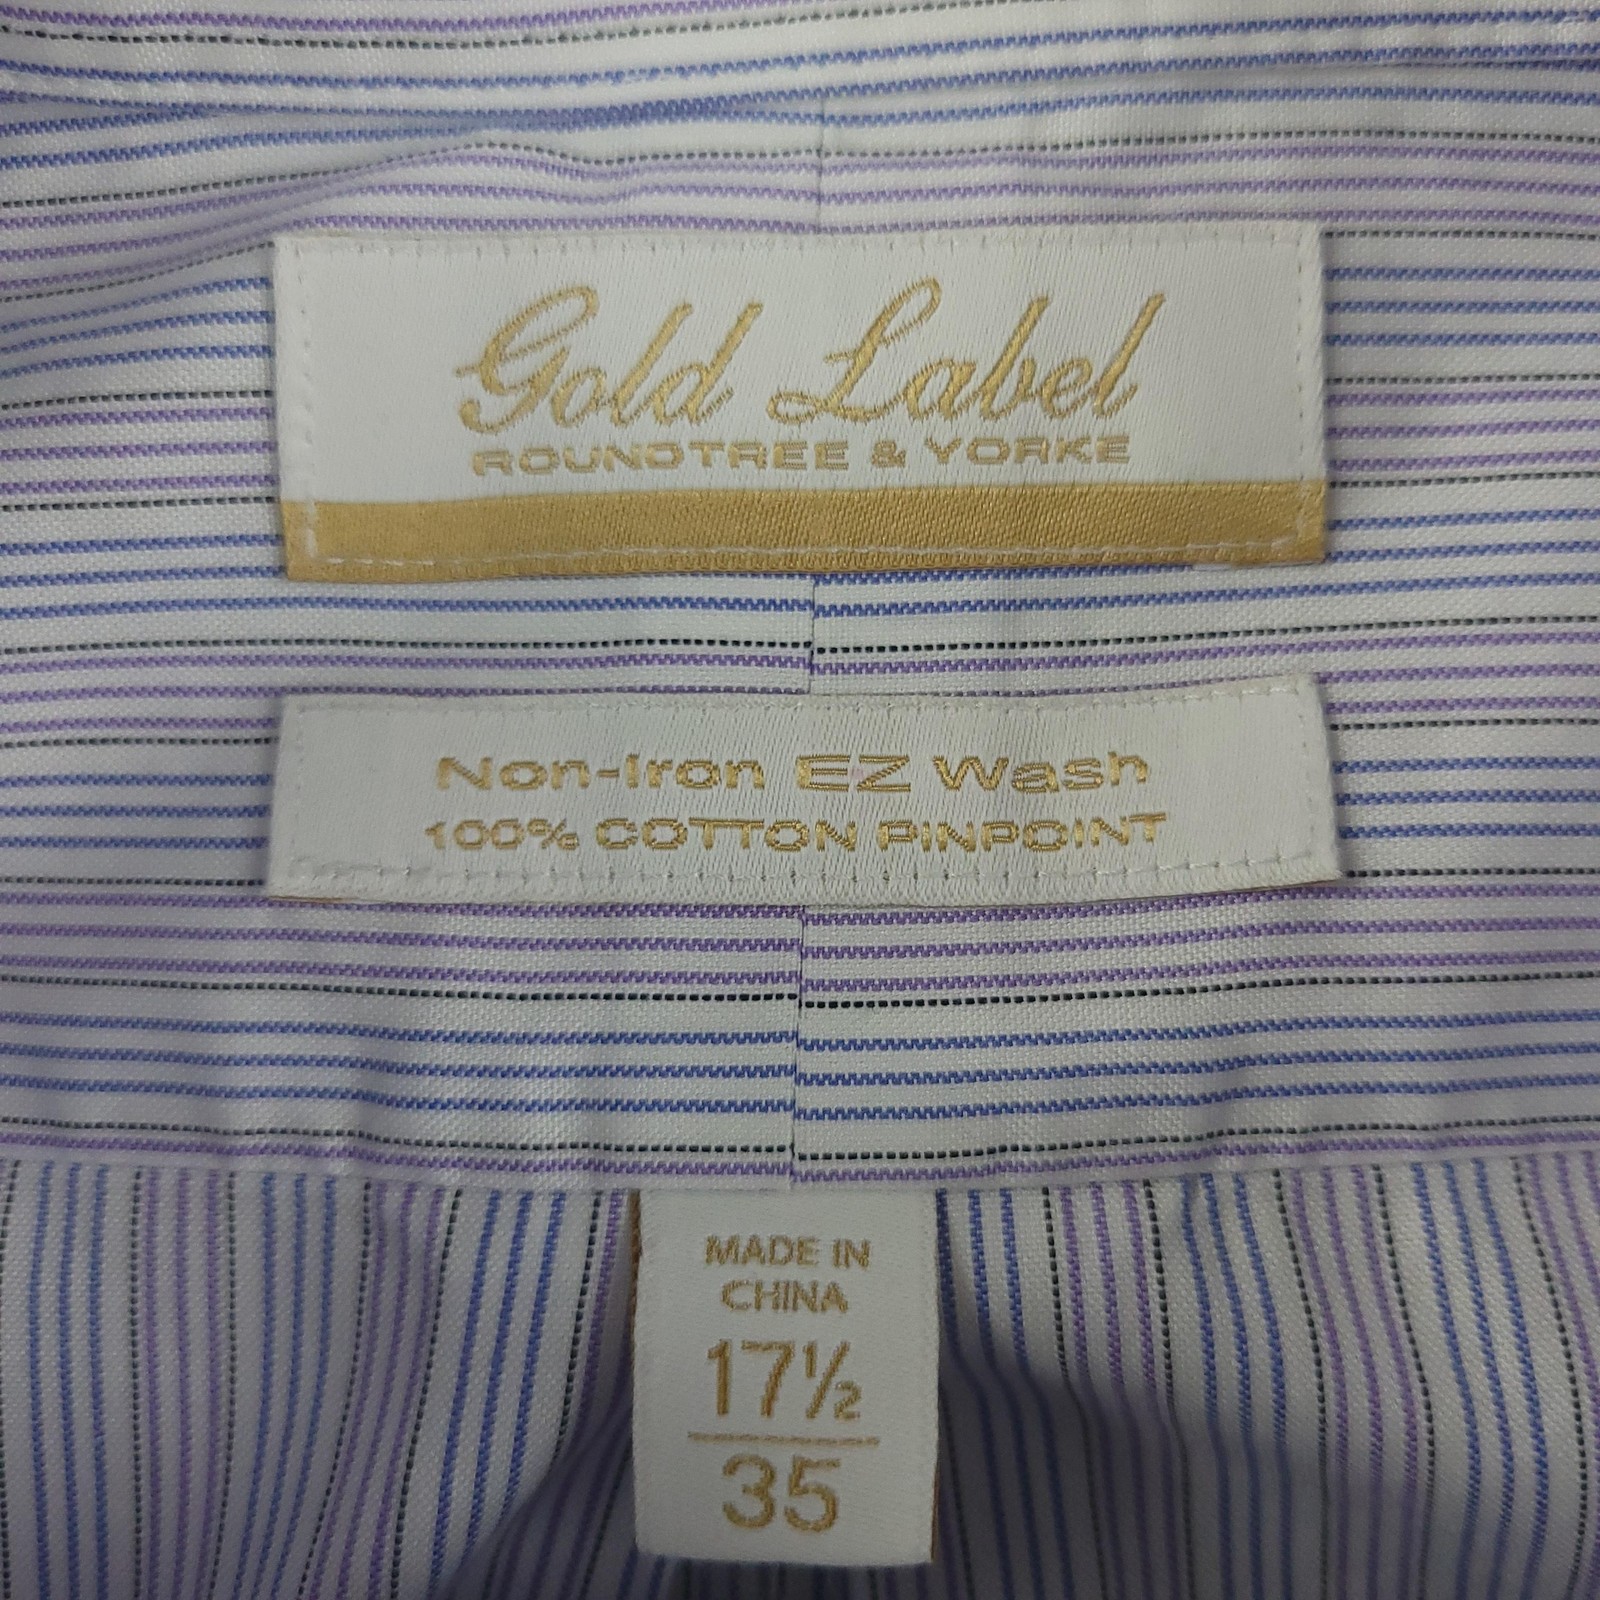 Gold Label
ROUNDTREE & YORKE
Non-Iron EZ Wash
100% COTTON PINPOINT
MADE IN
CHINA
17½
35